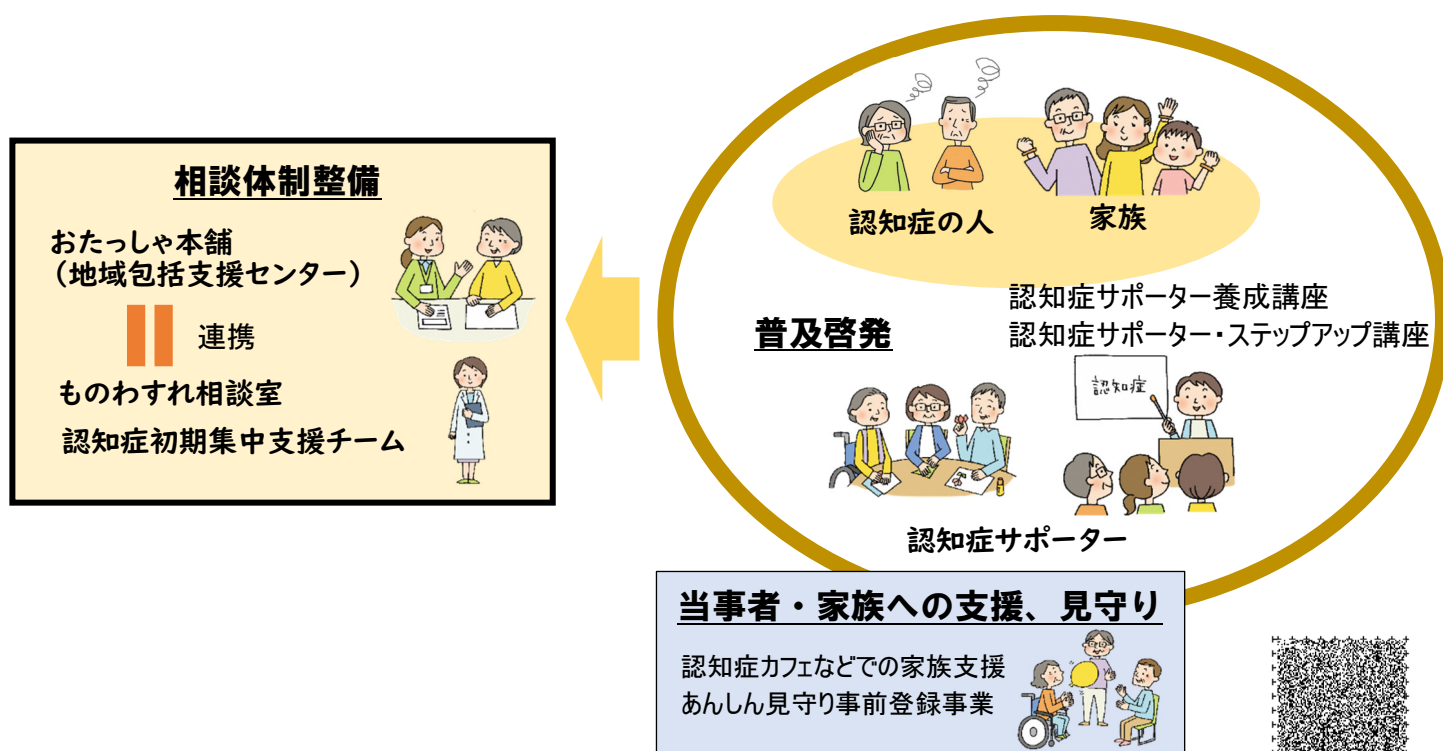 相談体制整備
おたっしゃ本舗
（地域包括支援センター）
連携
ものわすれ相談室
認知症初期集中支援チーム
認知症の人
家族
認知症サポーター養成講座
認知症サポーター・ステップアップ講座
普及啓発
認知症
認知症サポーター
当事者・家族への支援、見守り
認知症カフェなどでの家族支援
あんしん見守り事前登録事業